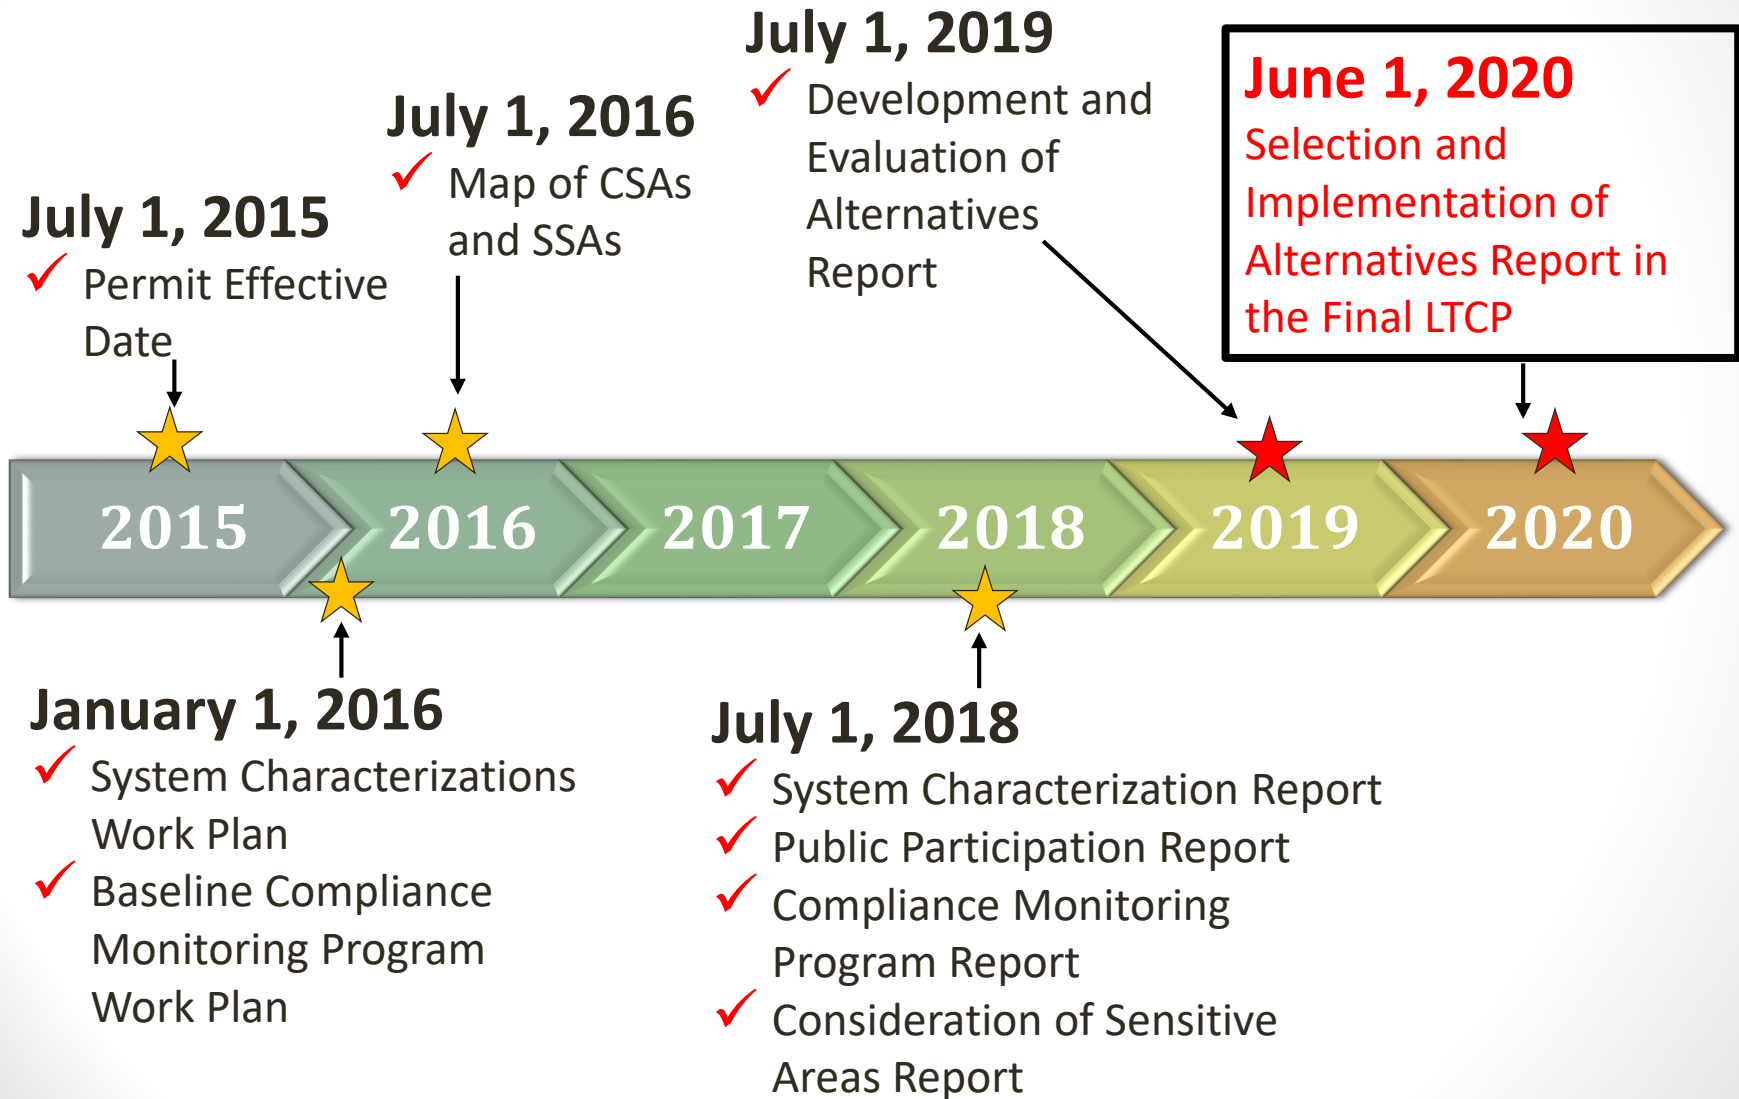 July 1, 2015
✓ Permit Effective
Date
July 1, 2016
✓ Map of CSAs
and SSAs
July 1, 2019
✓ Development and
Evaluation of
Alternatives
Report
June 1, 2020
Selection and
Implementation of
Alternatives Report in
the Final LTCP
2015 2016 2017 2018 2019 2020
January 1, 2016
✓ System Characterizations
Work Plan
✓ Baseline Compliance
Monitoring Program
Work Plan
July 1, 2018
✓ System Characterization Report
✓ Public Participation Report
✓ Compliance Monitoring
Program Report
✓ Consideration of Sensitive
Areas Report